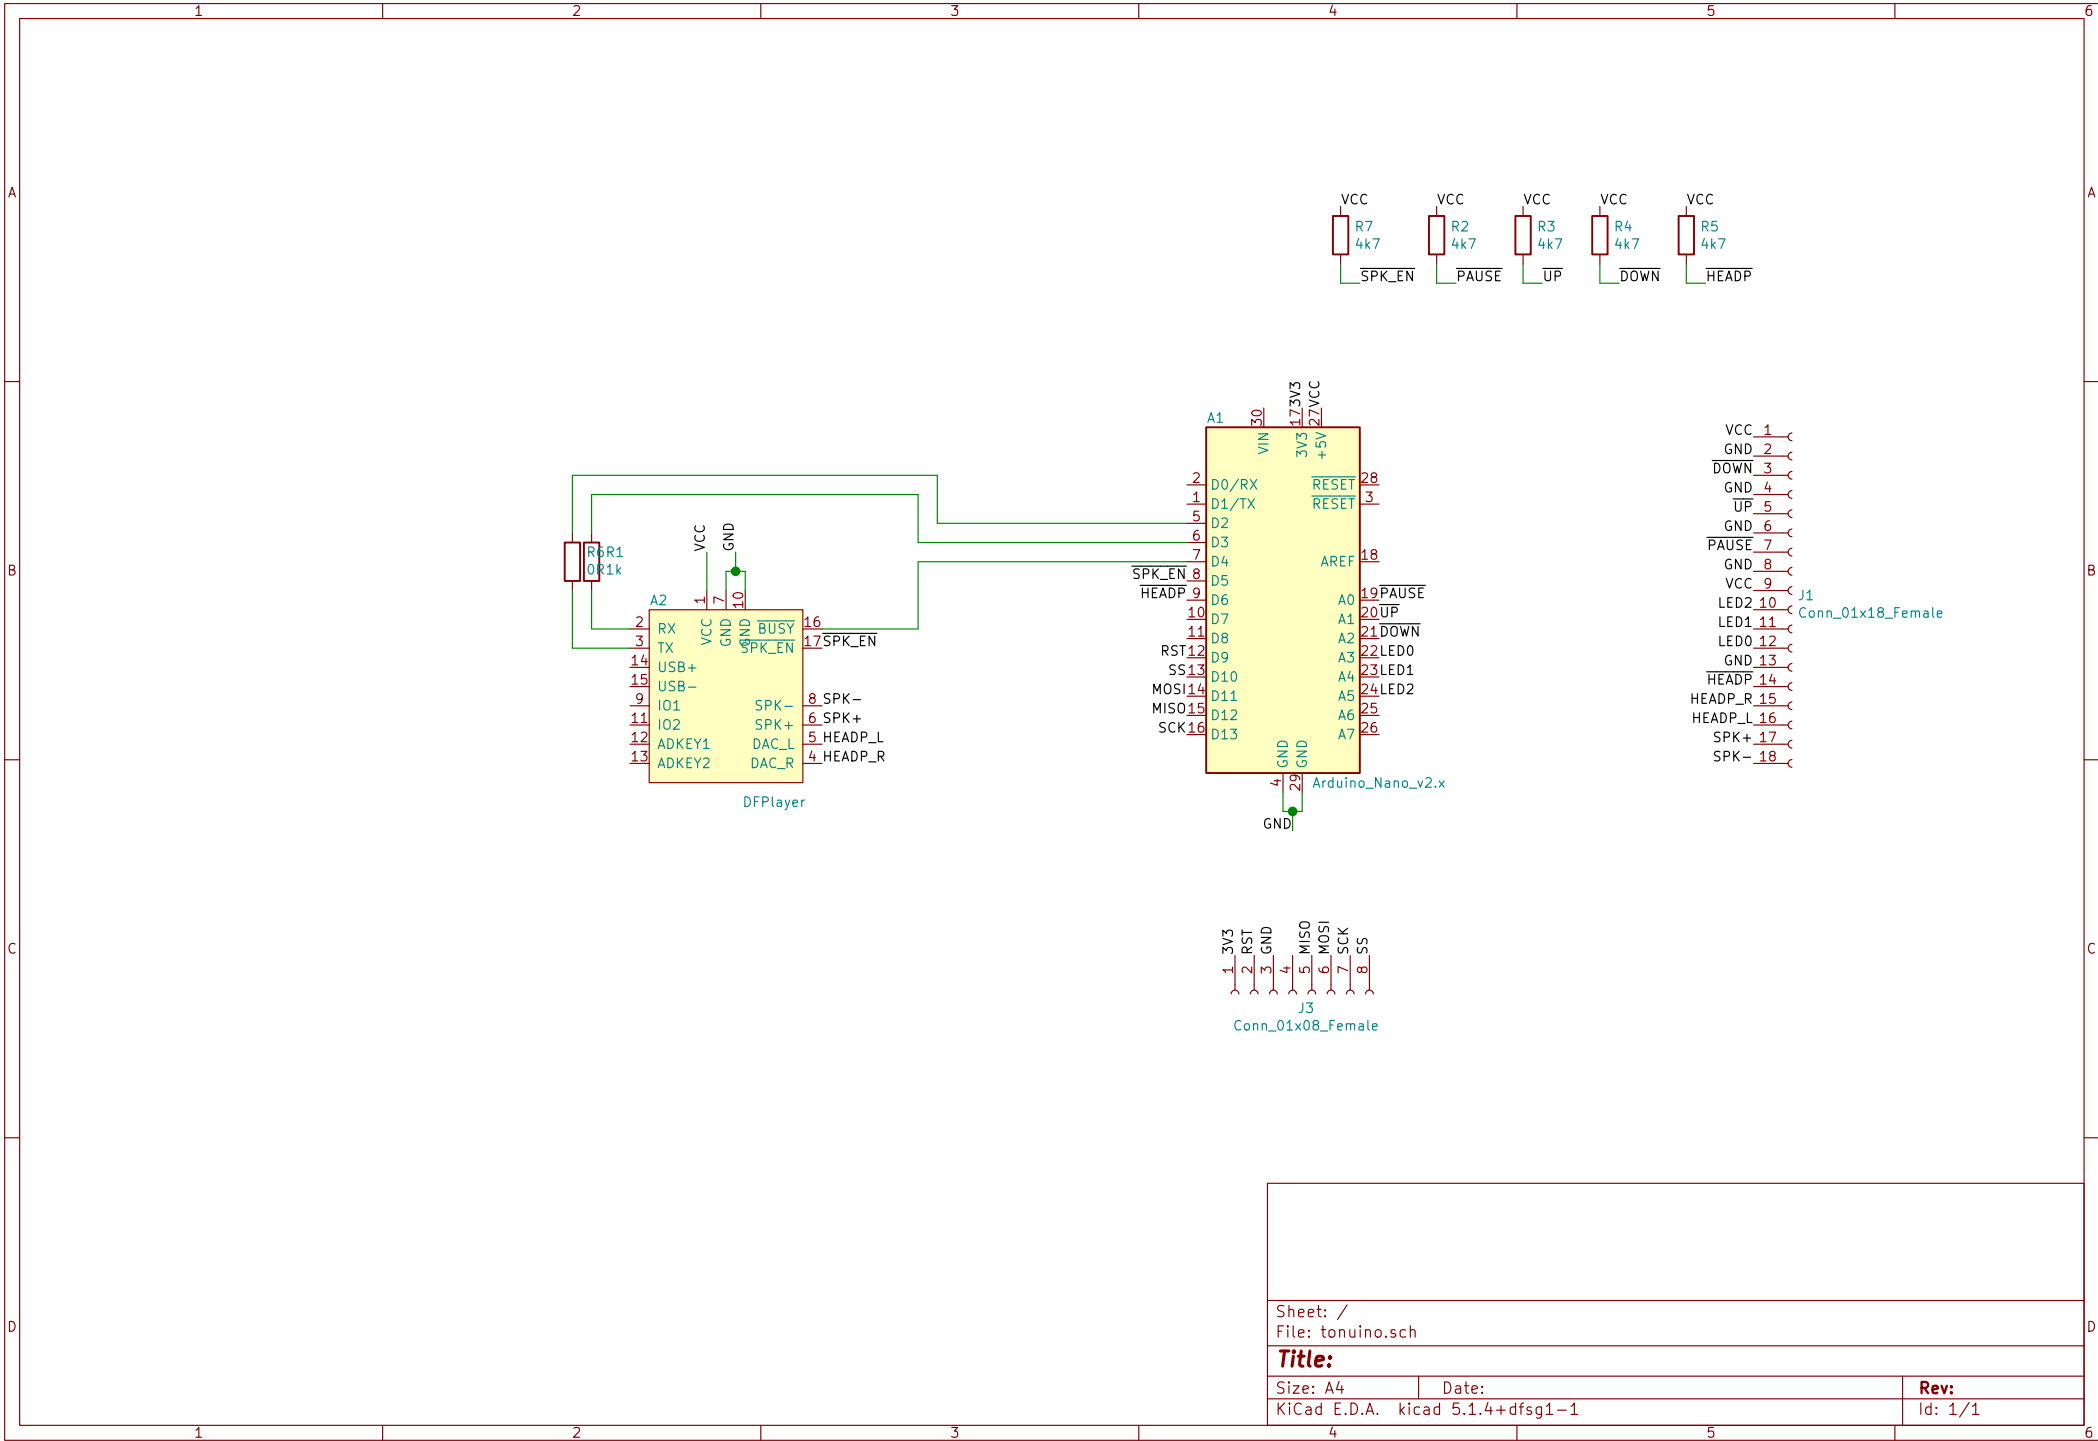 1 2 3 4 5 6
A A
VCC VCC VCC VCC VCC
R7 R2 R3 R4 R5
4k7 4k7 4k7 4k7 4k7
SPK_EN PAUSE UP DOWN HEADP
B B
A1
30 17 3V3 27 VCC
VIN 3V3 +5V
2 D0/RX RESET 28
1 D1/TX RESET 3
5 D2
6 D3
7 D4 AREF 18
SPK_EN 8 D5
HEADP 9 D6 A0 19 PAUSE
10 D7 A1 20 UP
11 D8 A2 21 DOWN
RST 12 D9 A3 22 LED0
SS 13 D10 A4 23 LED1
MOSI 14 D11 A5 24 LED2
MISO 15 D12 A6 25
SCK 16 D13 A7 26
GND GND
4 29
Arduino_Nano_v2.x
GND
R6 R1
0R 1k
VCC GND
A2
1 7 10
VCC GND GND
2 RX BUSY 16
3 TX SPK_EN 17 SPK_EN
14 USB+
15 USB-
9 IO1 SPK- 8 SPK-
11 IO2 SPK+ 6 SPK+
12 ADKEY1 DAC_L 5 HEADP_L
13 ADKEY2 DAC_R 4 HEADP_R
DFPlayer
VCC 1
GND 2
DOWN 3
GND 4
UP 5
GND 6
PAUSE 7
GND 8
VCC 9
LED2 10
LED1 11
LED0 12
GND 13
HEADP 14
HEADP_R 15
HEADP_L 16
SPK+ 17
SPK- 18
J1
Conn_01x18_Female
C C
3V3 RST GND MISO MOSI SCK SS
1 2 3 4 5 6 7 8
J3
Conn_01x08_Female
D D
Sheet: /
File: tonuino.sch
Title:
Size: A4 Date: Rev:
KiCad E.D.A. kicad 5.1.4+dfsg1-1 Id: 1/1
1 2 3 4 5 6